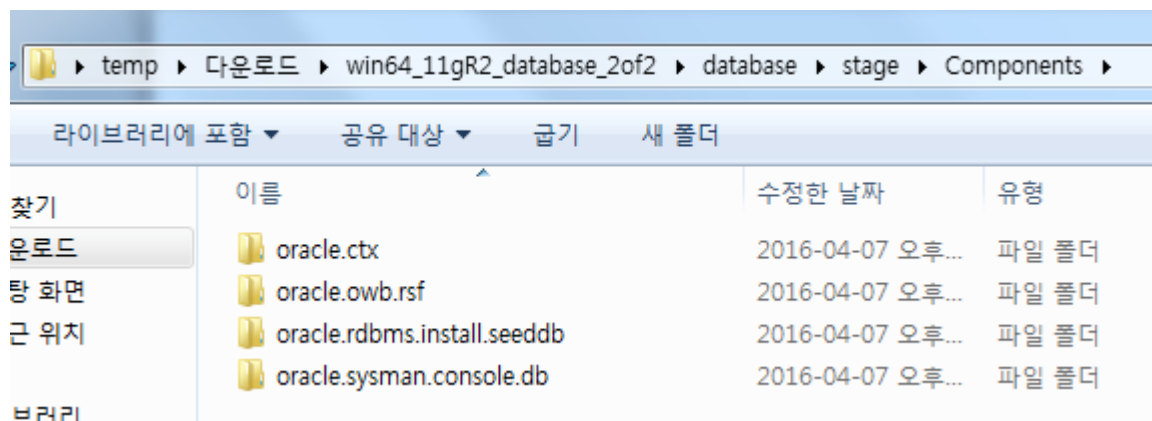 temp 다운로드 win64_11gR2_database_2of2 database stage Components
라이브러리에 포함 공유 대상 굽기 새 폴더
이름 수정한 날짜 유형
찾기
운로드
oracle.ctx 2016-04-07 오후... 파일 폴더
탕 화면
oracle.owb.rsf 2016-04-07 오후... 파일 폴더
근 위치
oracle.rdbms.install.seeddb 2016-04-07 오후... 파일 폴더
oracle.sysman.console.db 2016-04-07 오후... 파일 폴더
브러리